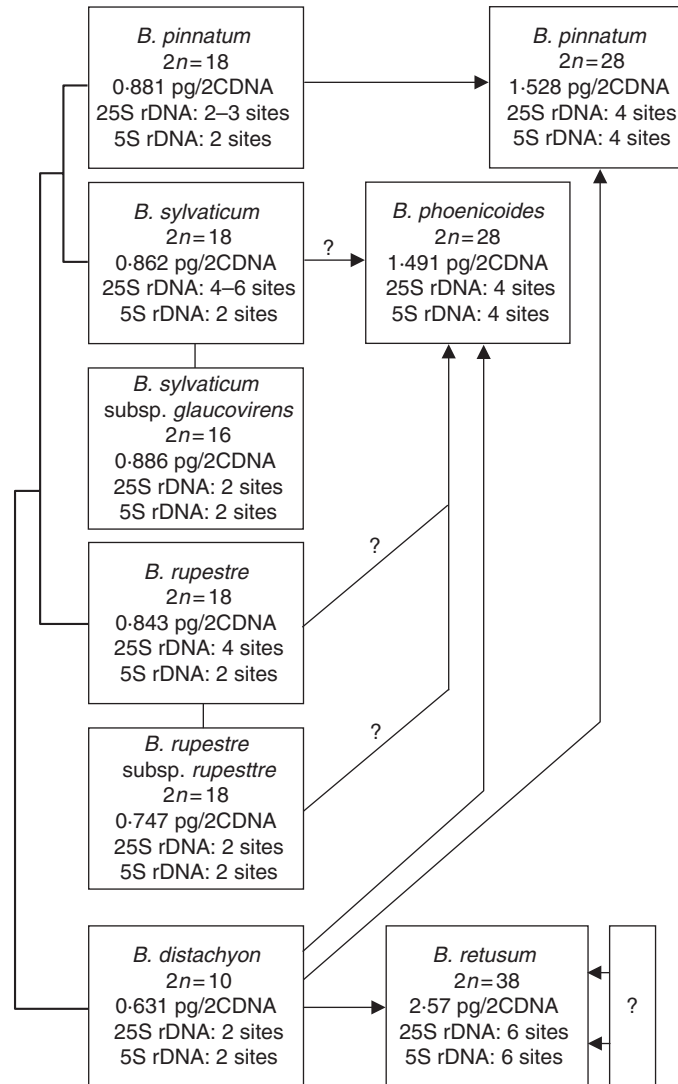 B. pinnatum
2n=18
0·881 pg/2CDNA
25S rDNA: 2–3 sites
5S rDNA: 2 sites
B. pinnatum
2n=28
1·528 pg/2CDNA
25S rDNA: 4 sites
5S rDNA: 4 sites
B. sylvaticum
2n=18
0·862 pg/2CDNA
25S rDNA: 4–6 sites
5S rDNA: 2 sites
?
B. phoenicoides
2n=28
1·491 pg/2CDNA
25S rDNA: 4 sites
5S rDNA: 4 sites
B. sylvaticum
subsp. glaucovirens
2n=16
0·886 pg/2CDNA
25S rDNA: 2 sites
5S rDNA: 2 sites
B. rupestre
2n=18
0·843 pg/2CDNA
25S rDNA: 4 sites
5S rDNA: 2 sites
?
B. rupestre
subsp. rupesttre
2n=18
0·747 pg/2CDNA
25S rDNA: 2 sites
5S rDNA: 2 sites
?
B. distachyon
2n=10
0·631 pg/2CDNA
25S rDNA: 2 sites
5S rDNA: 2 sites
B. retusum
2n=38
2·57 pg/2CDNA
25S rDNA: 6 sites
5S rDNA: 6 sites
?